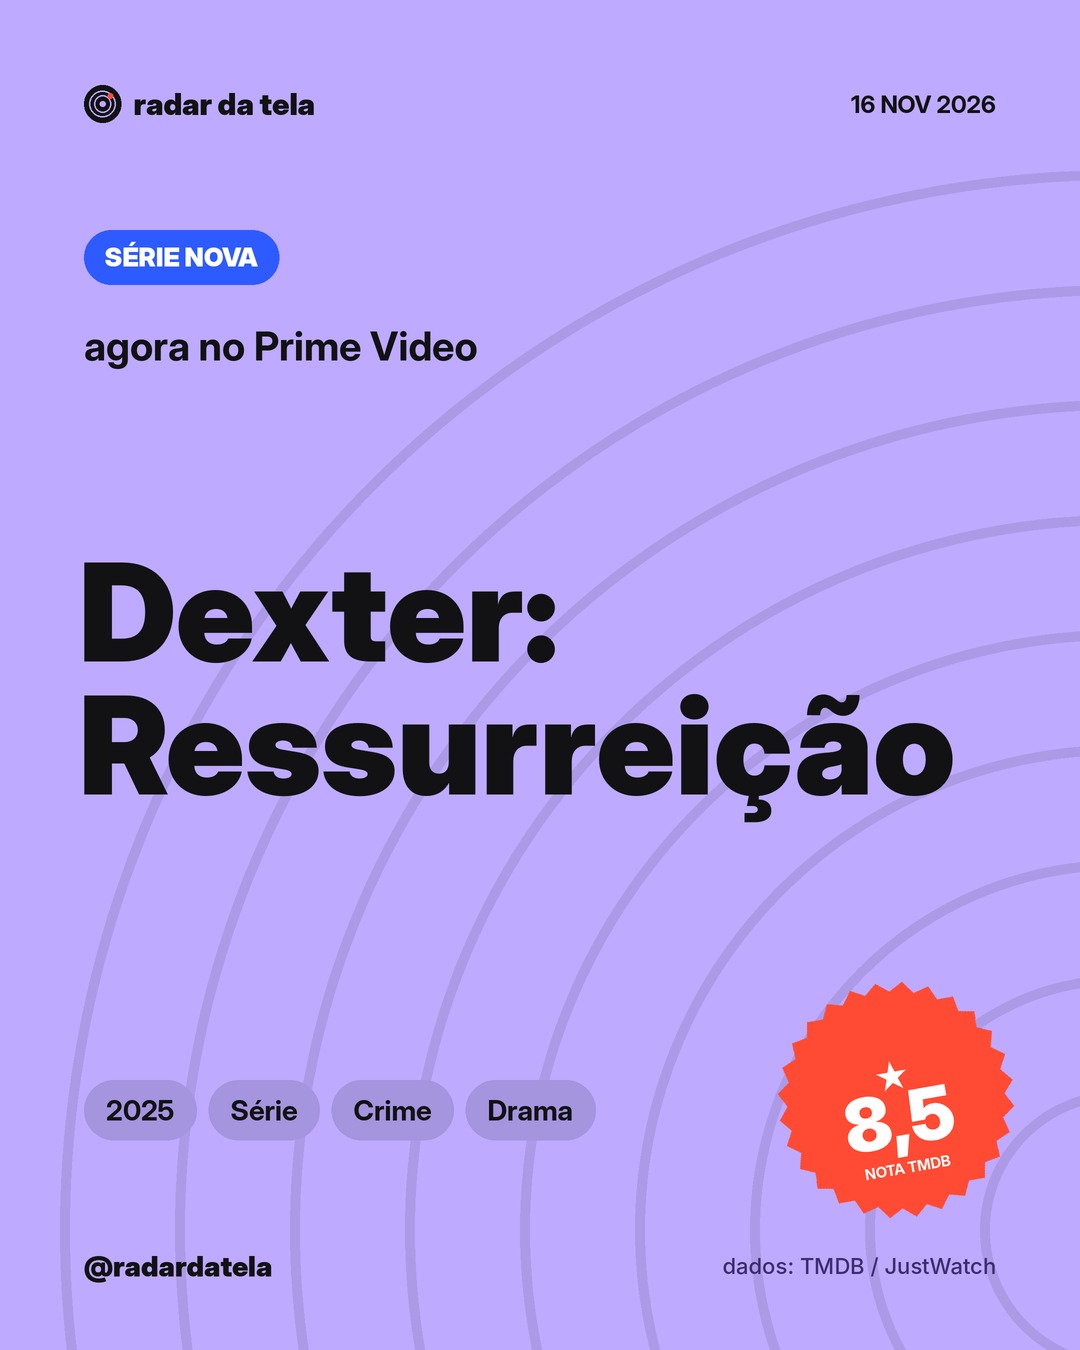 radar da tela
16 NOV 2026
SÉRIE NOVA
agora no Prime Video
Dexter:
Ressurreição
2025
Série
Crime
Drama
8,5
NOTA TMDB
@radardatela
dados: TMDB / JustWatch